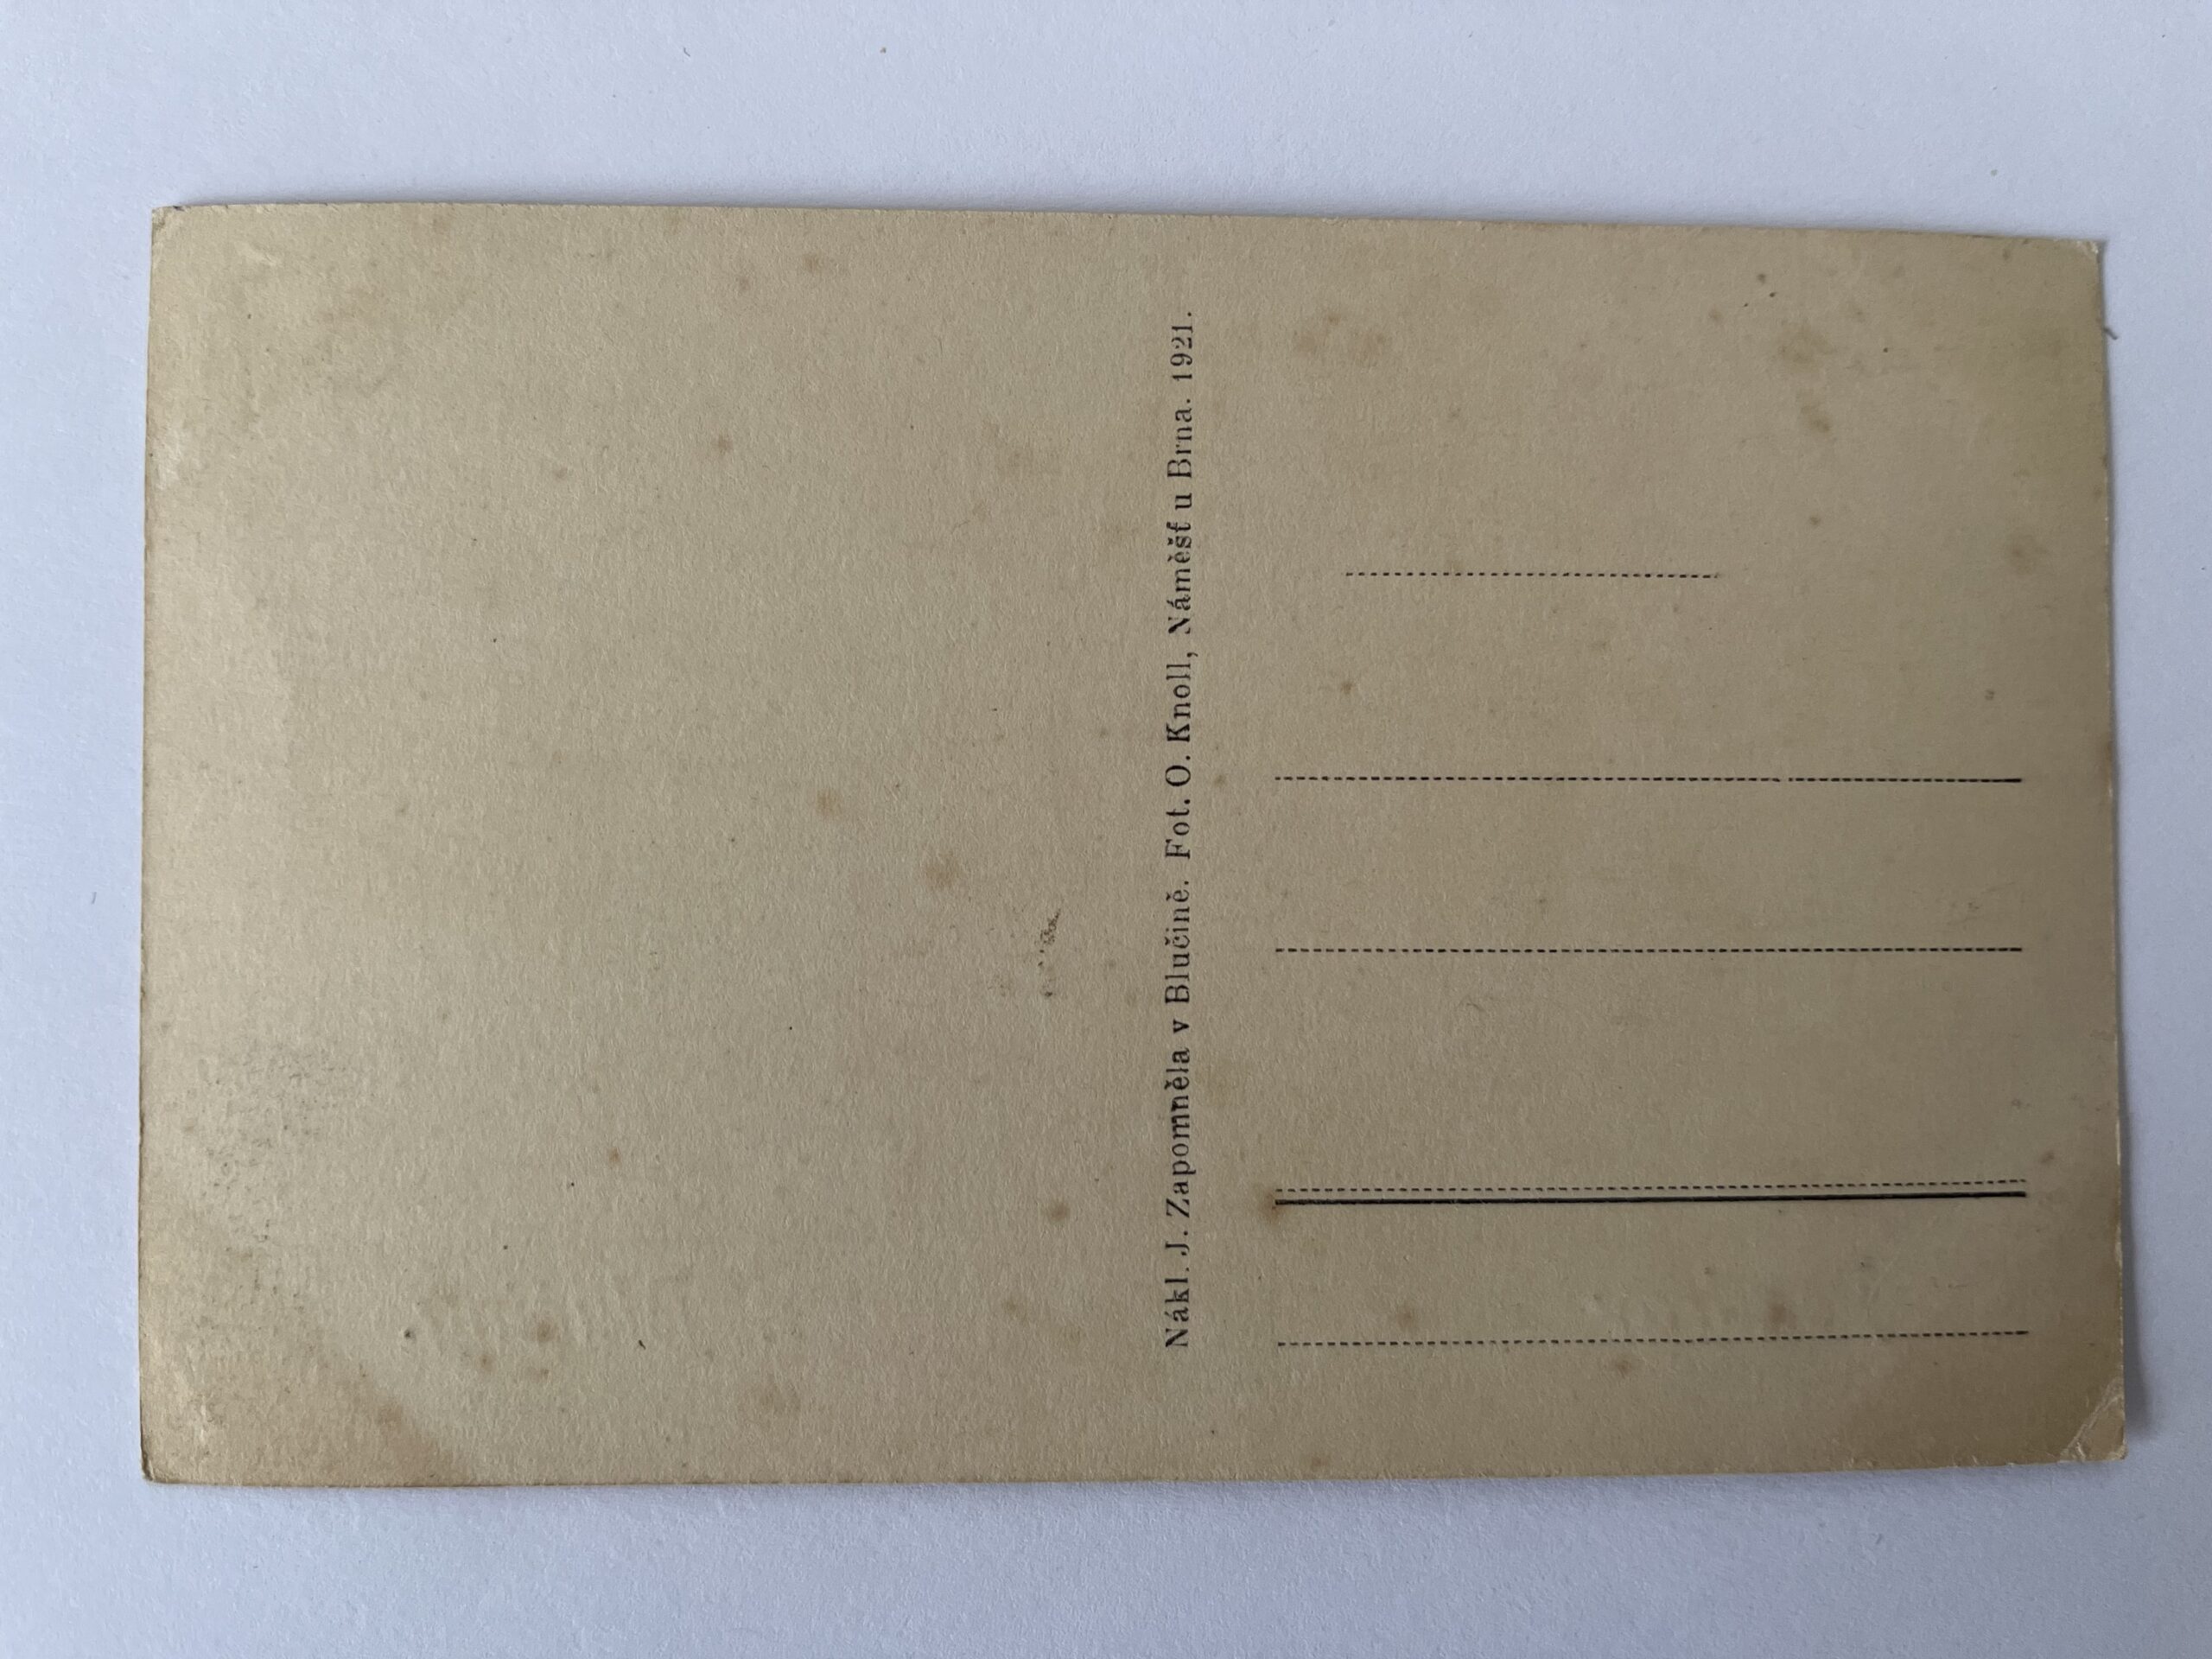 Nákl. J. Zapomněla v Blučině. Fot. O. Knoll, Náměšť u Brna. 1921.